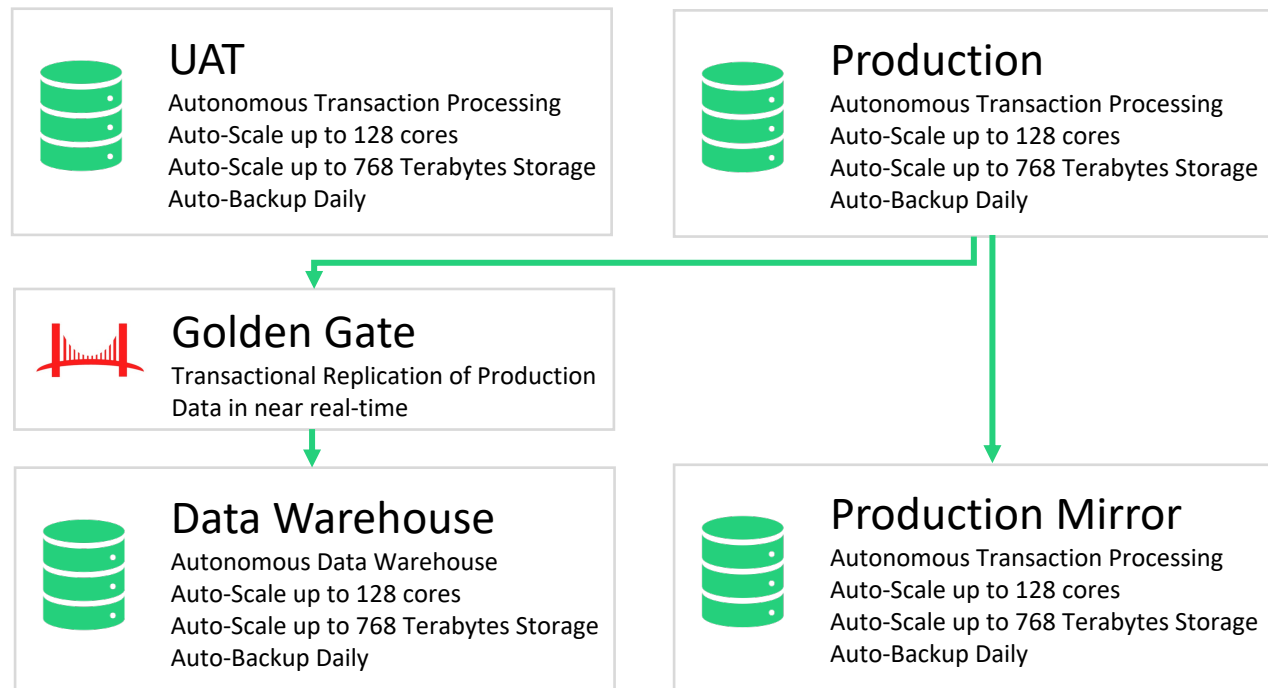 UAT
Autonomous Transaction Processing
Auto-Scale up to 128 cores
Auto-Scale up to 768 Terabytes Storage
Auto-Backup Daily
Production
Autonomous Transaction Processing
Auto-Scale up to 128 cores
Auto-Scale up to 768 Terabytes Storage
Auto-Backup Daily
Golden Gate
Transactional Replication of Production
Data in near real-time
Data Warehouse
Autonomous Data Warehouse
Auto-Scale up to 128 cores
Auto-Scale up to 768 Terabytes Storage
Auto-Backup Daily
Production Mirror
Autonomous Transaction Processing
Auto-Scale up to 128 cores
Auto-Scale up to 768 Terabytes Storage
Auto-Backup Daily